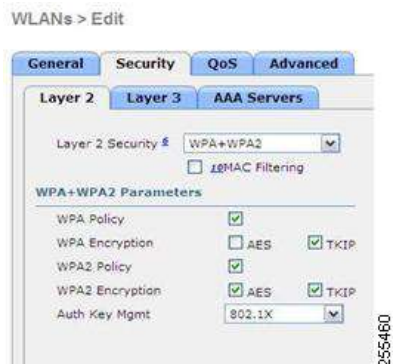 WLANs > Edit
General Security QoS Advanced
Layer 2 Layer 3 AAA Servers
Layer 2 Security 6 WPA+WPA2
10MAC Filtering
WPA+WPA2 Parameters
WPA Policy
WPA Encryption AES TKIP
WPA2 Policy
WPA2 Encryption AES TKIP
Auth Key Mgmt 802.1X
255460